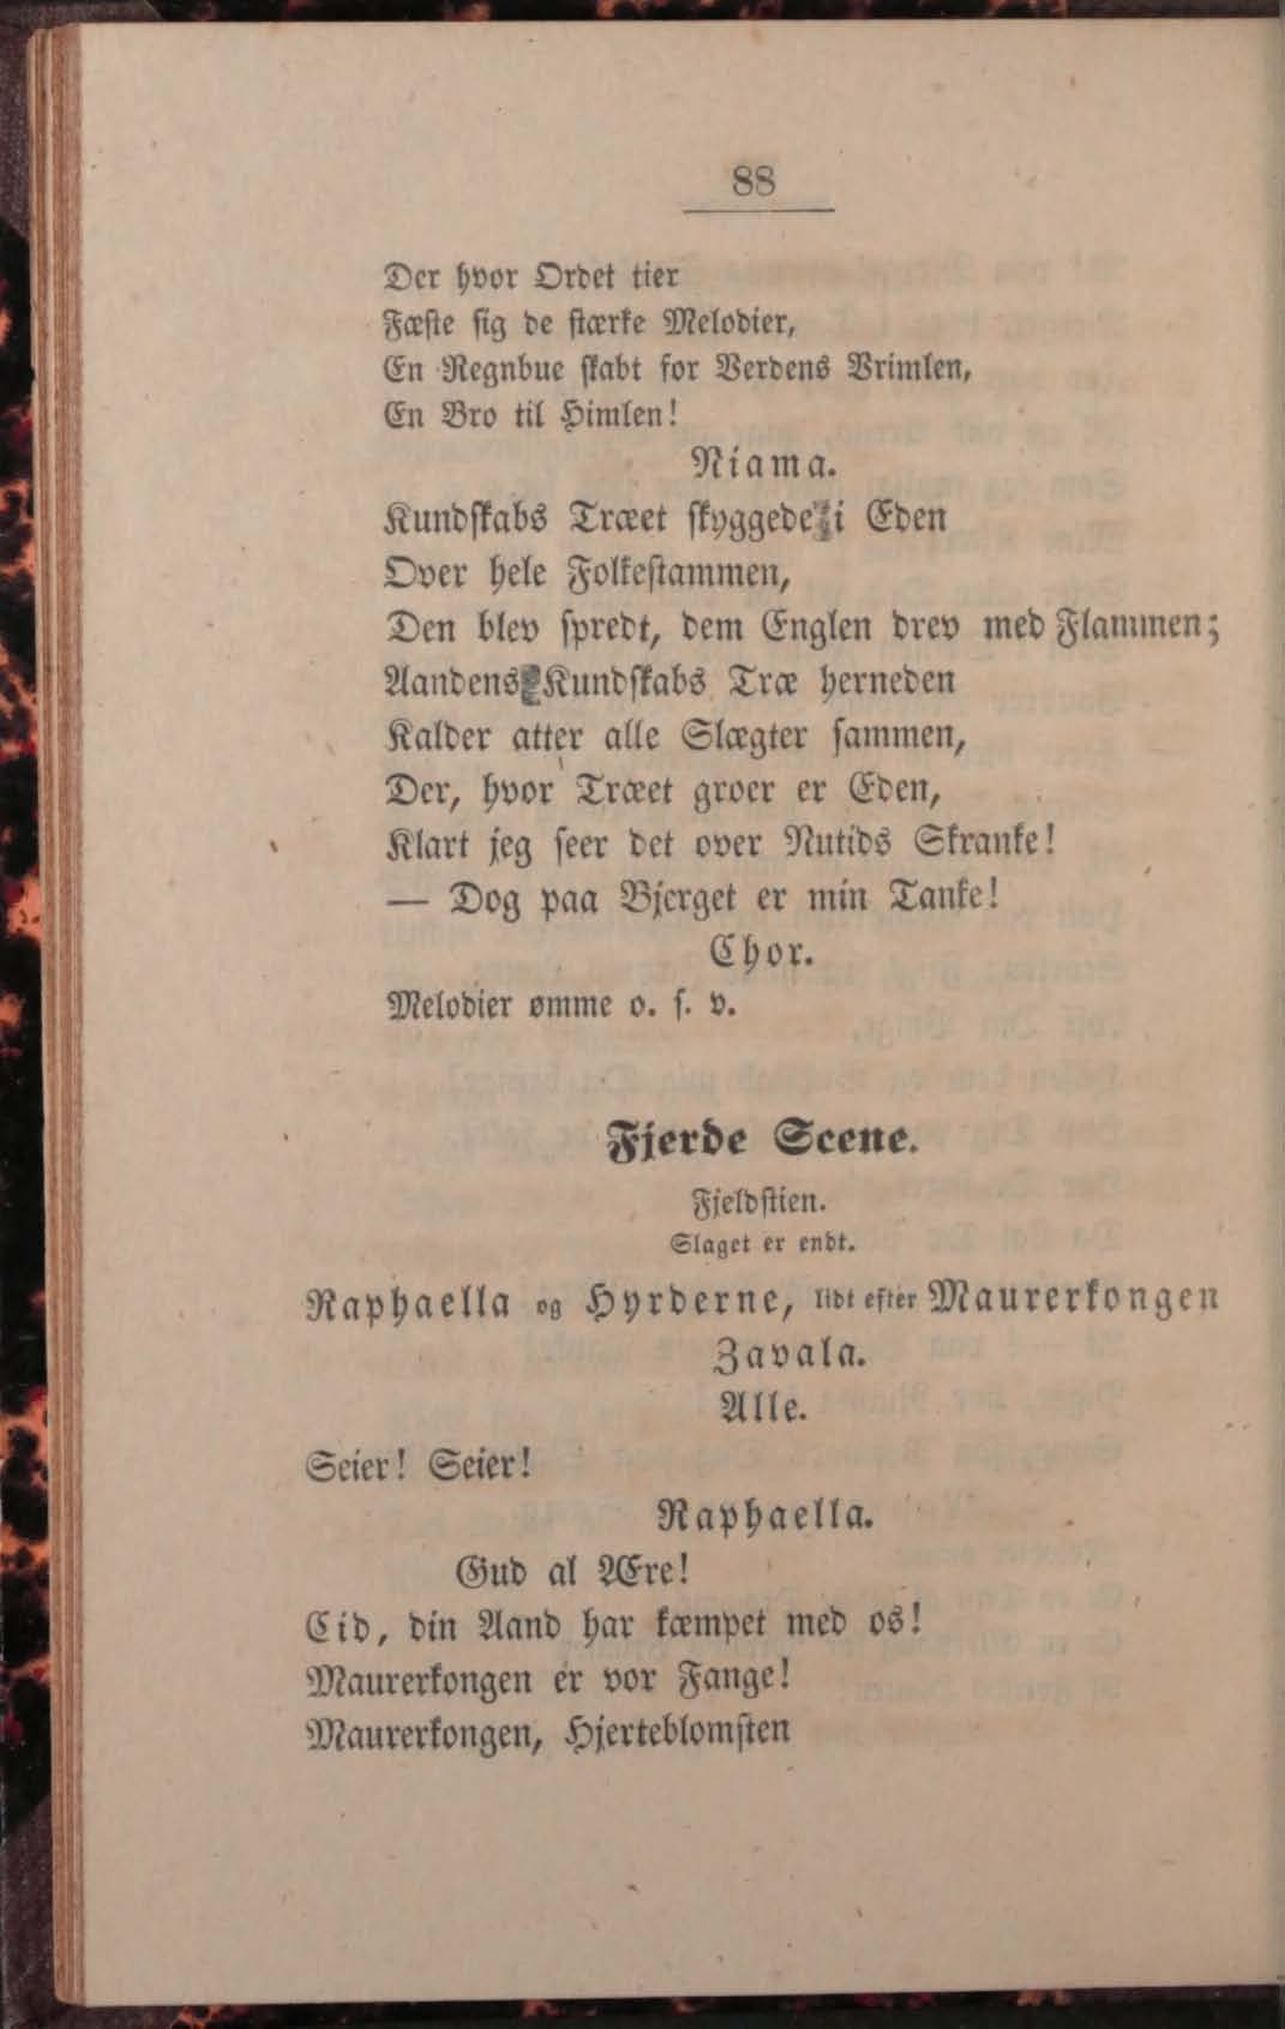 88
Der hvor Ordet tier
Fæste sig de stærke Melodier,
En Regnbue skabt for Verdens Vrimlen,
En Bro til Himlen!
Niama.
Kundskabs Træet skyggede i Eden
Over hele Folkestammen,
Den blev spredt, dem Englen drev med Flammen;
Aandens Kundskabs Træ herneden
Kalder atter alle Slægter sammen,
Der, hvor Træet groer er Eden,
Klart jeg seer det over Nutids Skranke!
— Dog paa Bjerget er min Tanke!
Chor.
Melodier ømme o. s. v.
Fjerde Scene.
Fjeldstien.
Slaget er endt.
Raphaella og Hyrderne, lidt efter Maurerkongen
Zavala.
Alle.
Seier! Seier!
Raphaella.
Gud al Ære!
Cid, din Aand har kæmpet med os!
Maurerkongen er vor Fange!
Maurerkongen, Hjerteblomsten